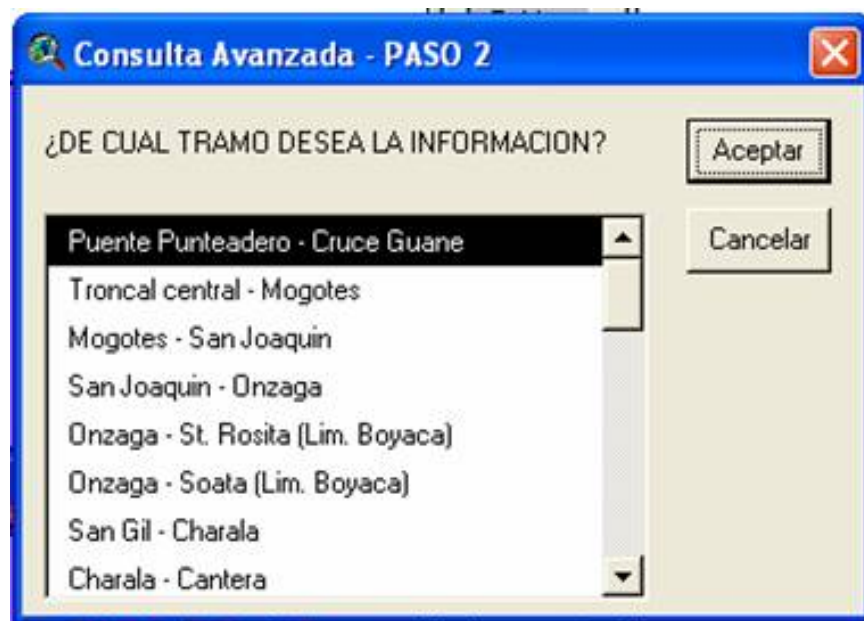 Consulta Avanzada - PASO 2
¿DE CUAL TRAMO DESEA LA INFORMACION?
Aceptar
Cancelar
Puente Punteadero - Cruce Guane
Troncal central - Mogotes
Mogotes - San Joaquin
San Joaquin - Onzaga
Onzaga - St. Rosita (Lim. Boyaca)
Onzaga - Soata (Lim. Boyaca)
San Gil - Charala
Charala - Cantera